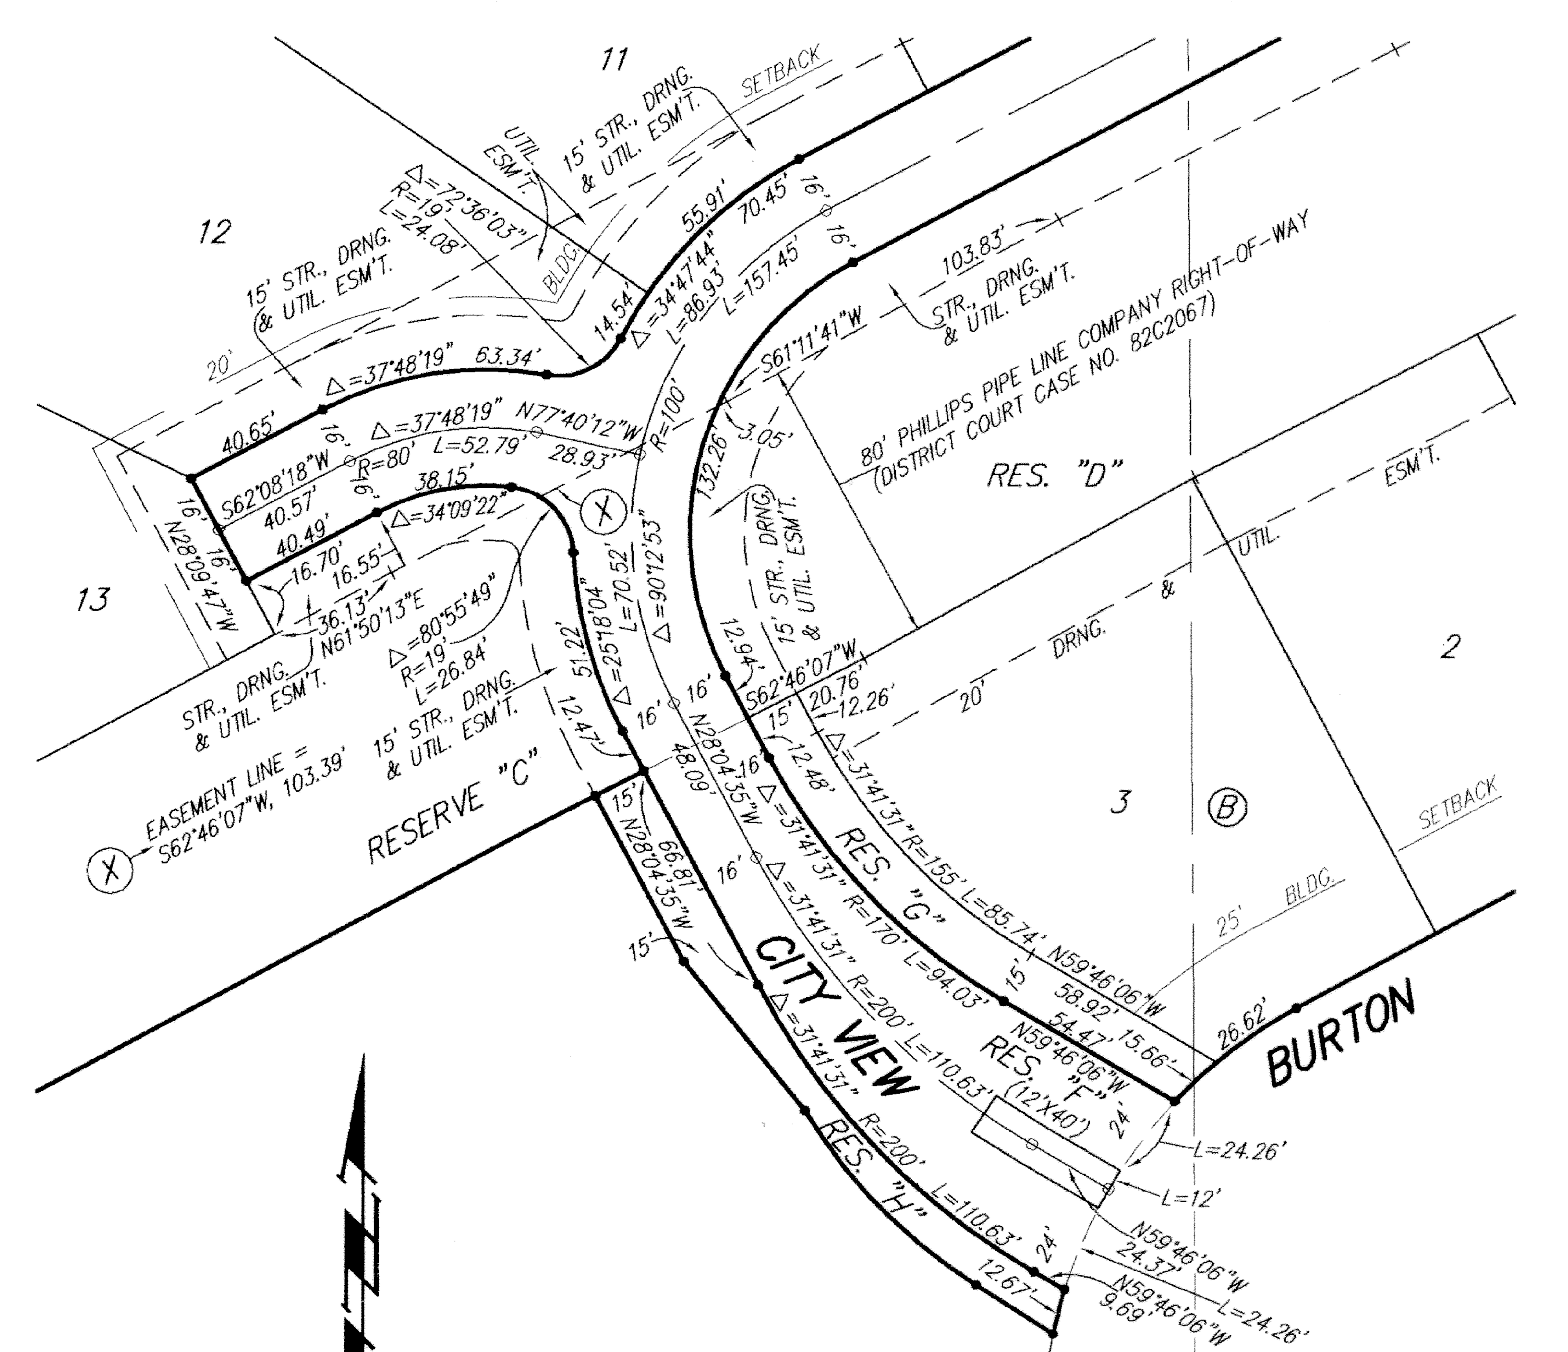 11
SETBACK
15' STR., DRNG.
& UTIL. ESM'T.
UTIL.
ESM'T.
△=72°36'03"
R=19'
L=24.08'
12
15' STR., DRNG.
& UTIL. ESM'T.
BLDG.
20'
55.91'
70.45'
16'
16'
14.54'
△=34°47'44"
L=86.93'
L=157.45'
103.83'
STR., DRNG.
& UTIL. ESM'T.
S61°11'41"W
80' PHILLIPS PIPE LINE COMPANY RIGHT-OF-WAY
(DISTRICT COURT CASE NO. 82C2067)
RES. "D"
△=37°48'19"
63.34'
40.65'
16'
△=37°48'19"
N77°40'12"W
R=100'
3.05'
S62°08'18"W
R=80'
L=52.79'
28.93'
132.26'
16'
40.57'
16'
38.15'
X
16'
40.49'
△=34°09'22"
N28°09'47"W
16.70'
16.55'
36.13'
N61°50'13"E
△=80°55'49"
R=19'
L=26.84'
13
STR., DRNG.
& UTIL. ESM'T.
L=70.52'
△=90°12'53"
△=25°18'04"
51.22'
15' STR., DRNG.
& UTIL. ESM'T.
ESM'T.
UTIL.
&
DRNG.
20'
2
12.94'
S62°46'07"W
20.76'
15'
12.26'
12.47'
16'
16'
N28°04'35"W
48.09'
16'
12.48'
15' STR., DRNG.
& UTIL. ESM'T.
X
EASEMENT LINE =
S62°46'07"W, 103.39'
RESERVE "C"
15'
N28°04'35"W
66.81'
16'
15'
△=31°41'31"
R=155'
L=85.74'
N59°46'06"W
58.92'
15.66'
△=31°41'31"
R=170'
L=94.03'
RES. "G"
15'
54.47'
N59°46'06"W
3
B
SETBACK
BLDG.
25'
26.62'
BURTON
△=31°41'31"
R=200'
L=110.63'
CITY VIEW
△=31°41'31"
R=200'
L=110.63'
RES. "F"
(12'X40')
24'
L=24.26'
L=12'
RES. "H"
24'
N59°46'06"W
24.37'
12.67'
N59°46'06"W
9.69'
L=24.26'